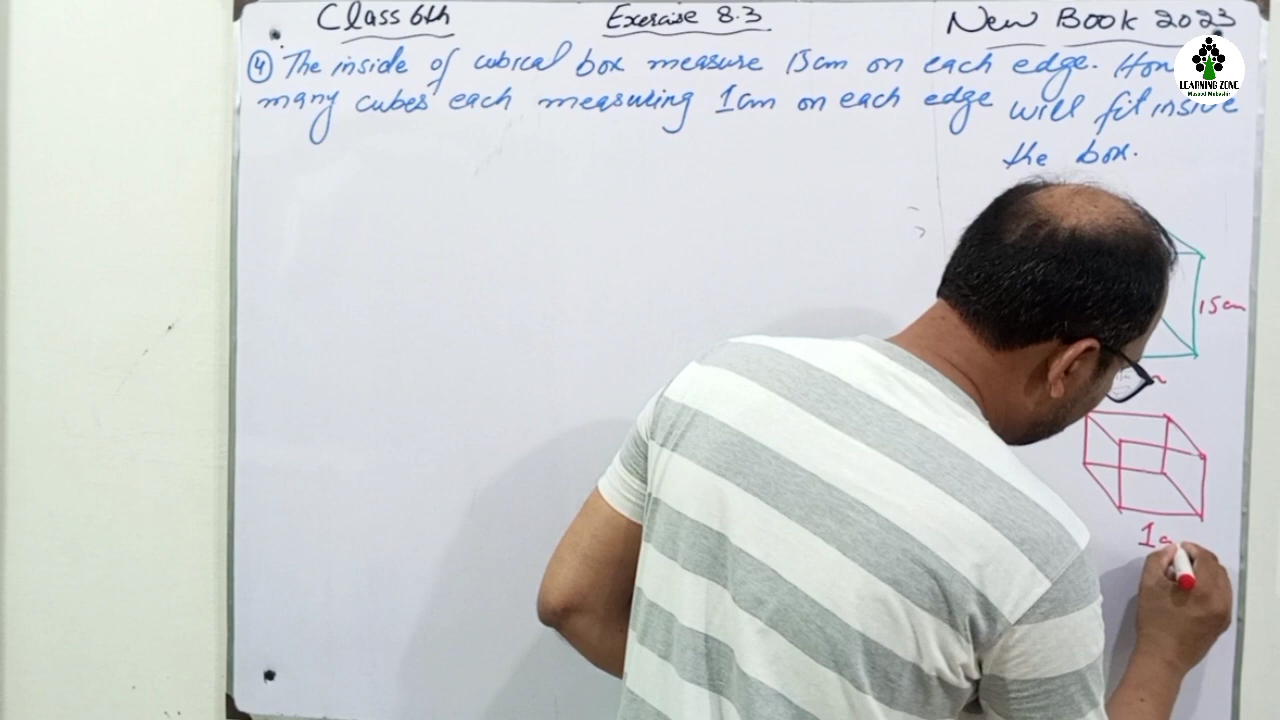 Class 6th Exercise 8.3 New Book 2023
④ The inside of cubical box measure 15cm on each edge. How
many cubes each measuring 1cm on each edge will fit inside
the box.
LEARNING ZONE
15cm
1c